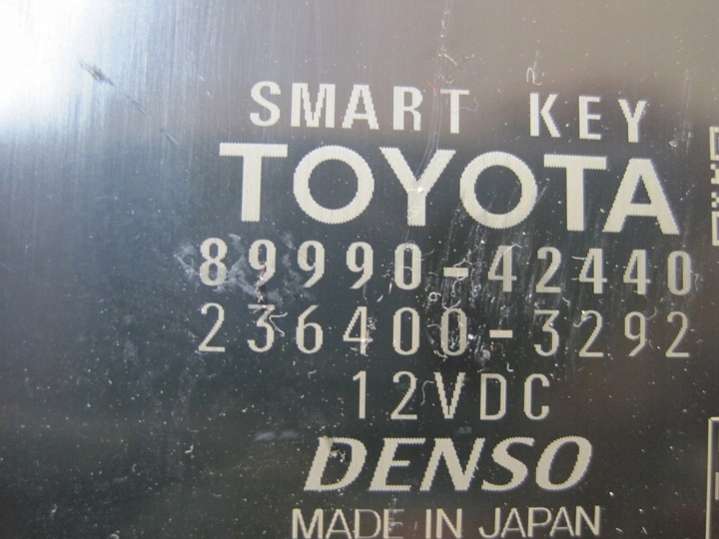 SMART KEY
TOYOTA
89990-42440
236400-3292
12VDC
DENSO
MADE IN JAPAN